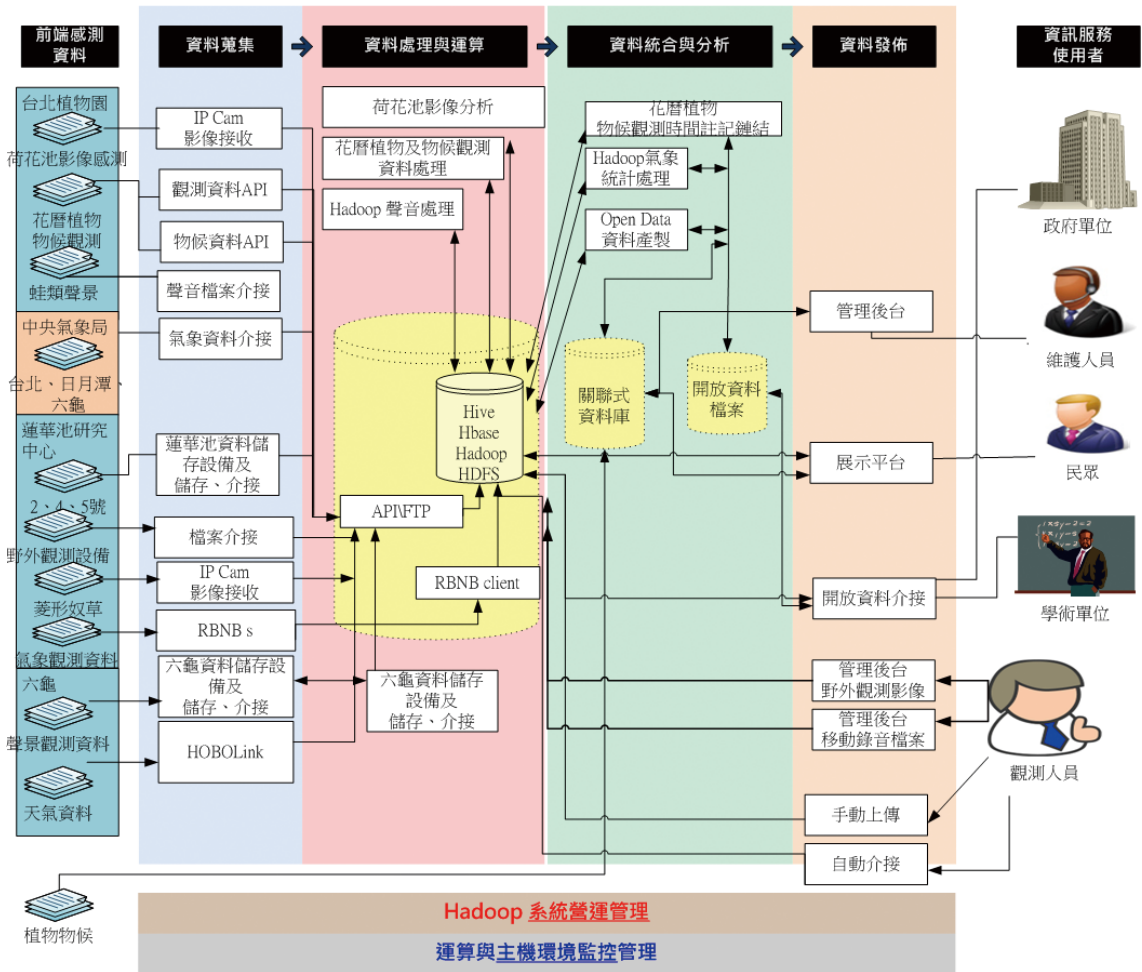 前端感測
資料
資料蒐集
資料處理與運算
資料統合與分析
資料發佈
資訊服務
使用者
台北植物園
荷花池影像感測
花曆植物
物候觀測
蛙類聲景
中央氣象局
台北、日月潭、
六龜
蓮華池研究
中心
2、4、5號
野外觀測設備
菱形奴草
氣象觀測資料
六龜
聲景觀測資料
天氣資料
植物物候
IP Cam
影像接收
觀測資料API
物候資料API
聲音檔案介接
氣象資料介接
蓮華池資料儲
存設備及
儲存、介接
檔案介接
IP Cam
影像接收
RBNB s
六龜資料儲存設
備及
儲存、介接
HOBOLink
荷花池影像分析
花曆植物及物候觀測
資料處理
Hadoop 聲音處理
Hive
Hbase
Hadoop
HDFS
API\FTP
RBNB client
六龜資料儲存
設備及
儲存、介接
花曆植物
物候觀測時間註記鏈結
Hadoop氣象
統計處理
Open Data
資料產製
關聯式
資料庫
開放資料
檔案
管理後台
展示平台
開放資料介接
管理後台
野外觀測影像
管理後台
移動錄音檔案
手動上傳
自動介接
政府單位
維護人員
民眾
學術單位
觀測人員
Hadoop 系統營運管理
運算與主機環境監控管理